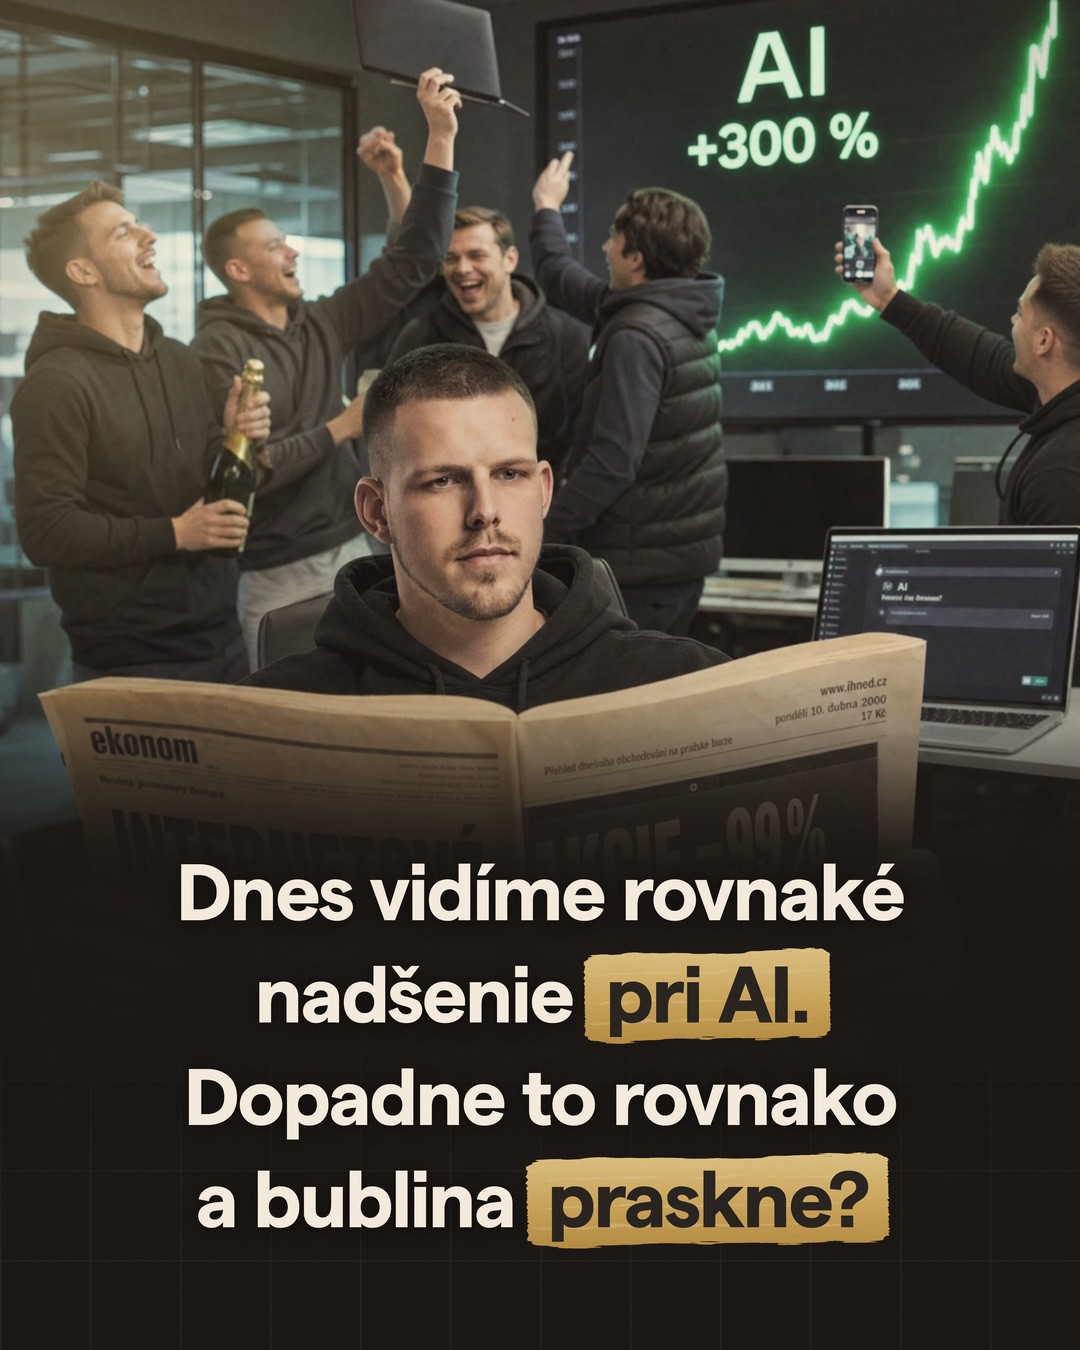 AI
+300 %
AI
ekonom
www.ihned.cz
pondělí 10. dubna 2000
17 Kč
Přehled dnešního obchodování na pražské burze
INTERNETOVÉ
AKCIE -99%
Dnes vidíme rovnaké
nadšenie pri AI.
Dopadne to rovnako
a bublina praskne?